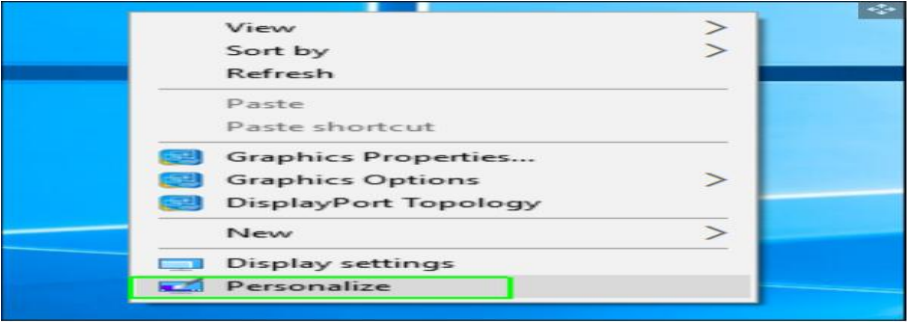 View
Sort by
Refresh
Paste
Paste shortcut
Graphics Properties...
Graphics Options
DisplayPort Topology
New
Display settings
Personalize